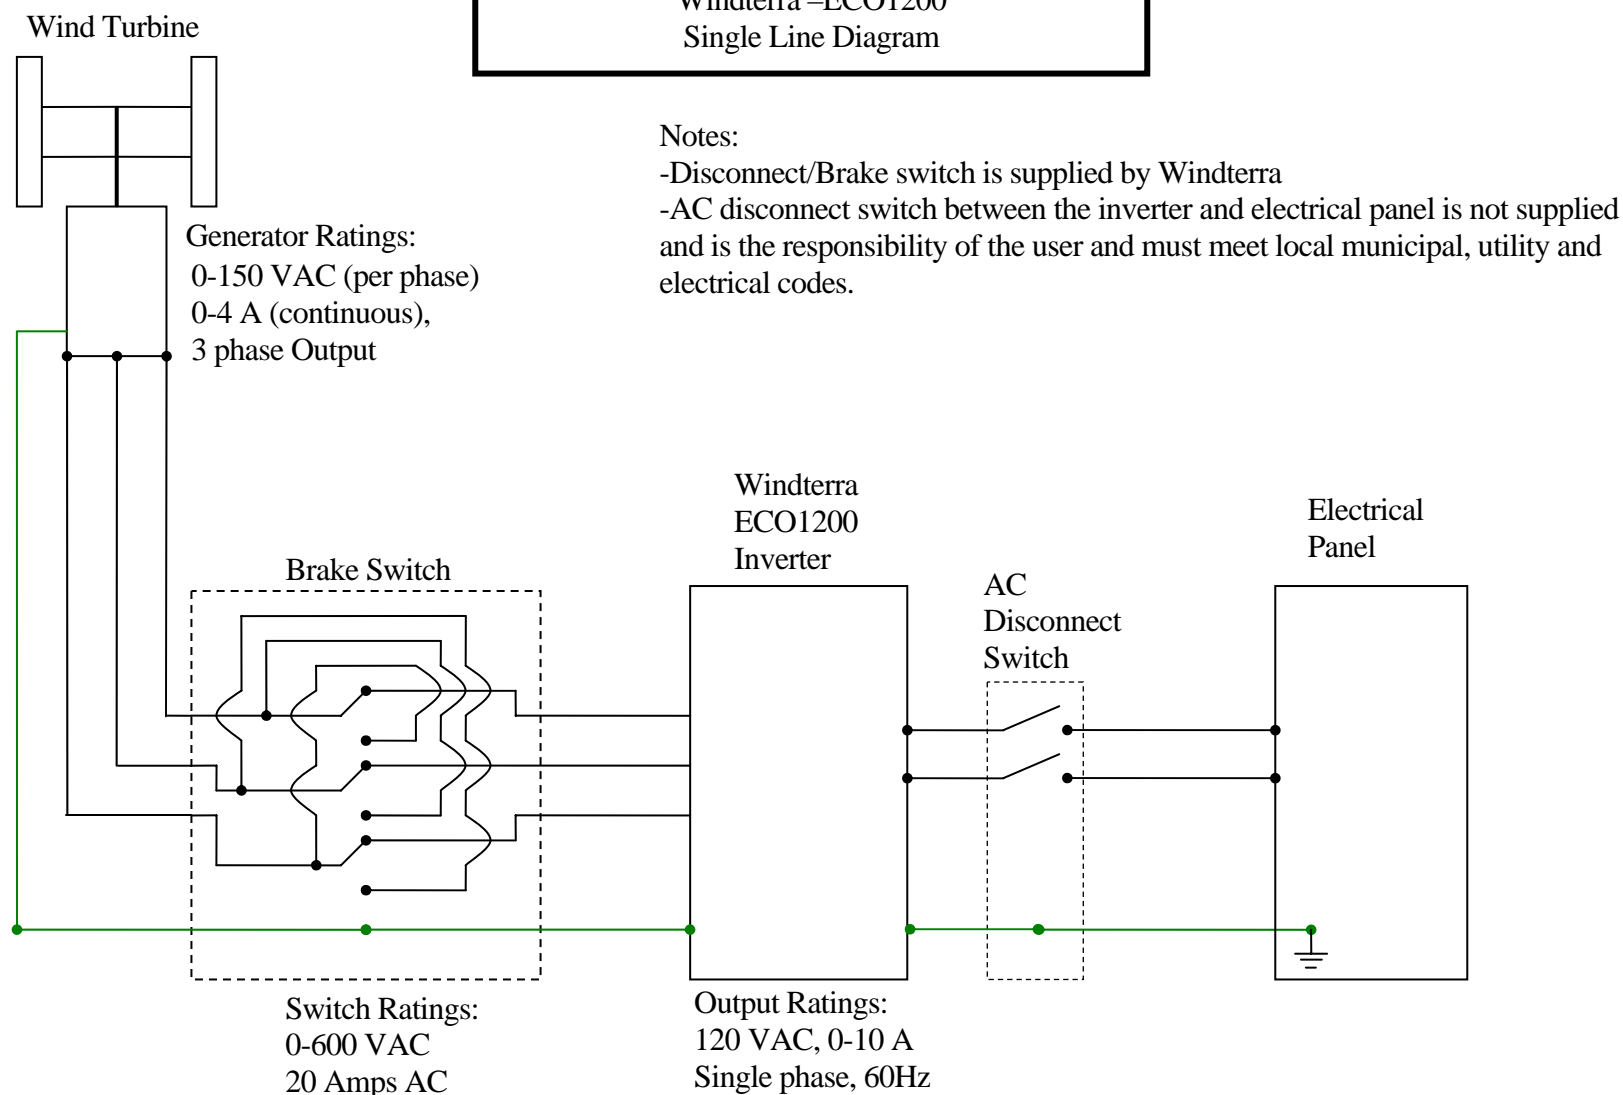 Windterra –ECO1200
Single Line Diagram
Wind Turbine
Notes:
-Disconnect/Brake switch is supplied by Windterra
-AC disconnect switch between the inverter and electrical panel is not supplied
and is the responsibility of the user and must meet local municipal, utility and
electrical codes.
Generator Ratings:
0-150 VAC (per phase)
0-4 A (continuous),
3 phase Output
Brake Switch
Windterra
ECO1200
Inverter
AC
Disconnect
Switch
Electrical
Panel
Switch Ratings:
0-600 VAC
20 Amps AC
Output Ratings:
120 VAC, 0-10 A
Single phase, 60Hz